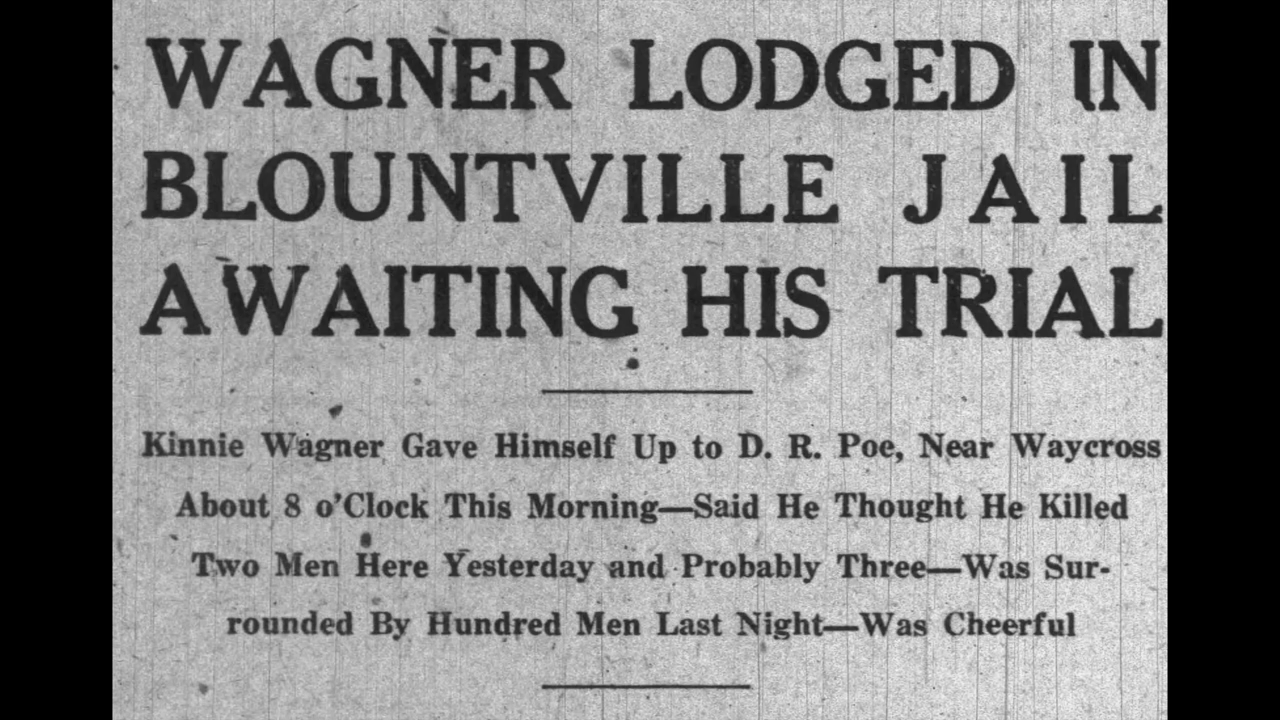 WAGNER LODGED IN
BLOUNTVILLE JAIL
AWAITING HIS TRIAL
Kinnie Wagner Gave Himself Up to D. R. Poe, Near Waycross
About 8 o'Clock This Morning—Said He Thought He Killed
Two Men Here Yesterday and Probably Three—Was Sur-
rounded By Hundred Men Last Night—Was Cheerful